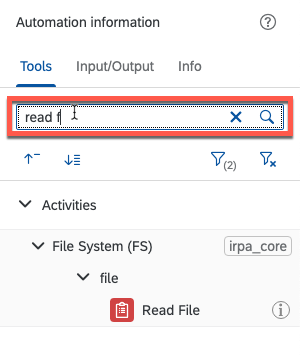 Automation information
Tools Input/Output Info
read f
(2)
Activities
File System (FS) irpa_core
file
Read File